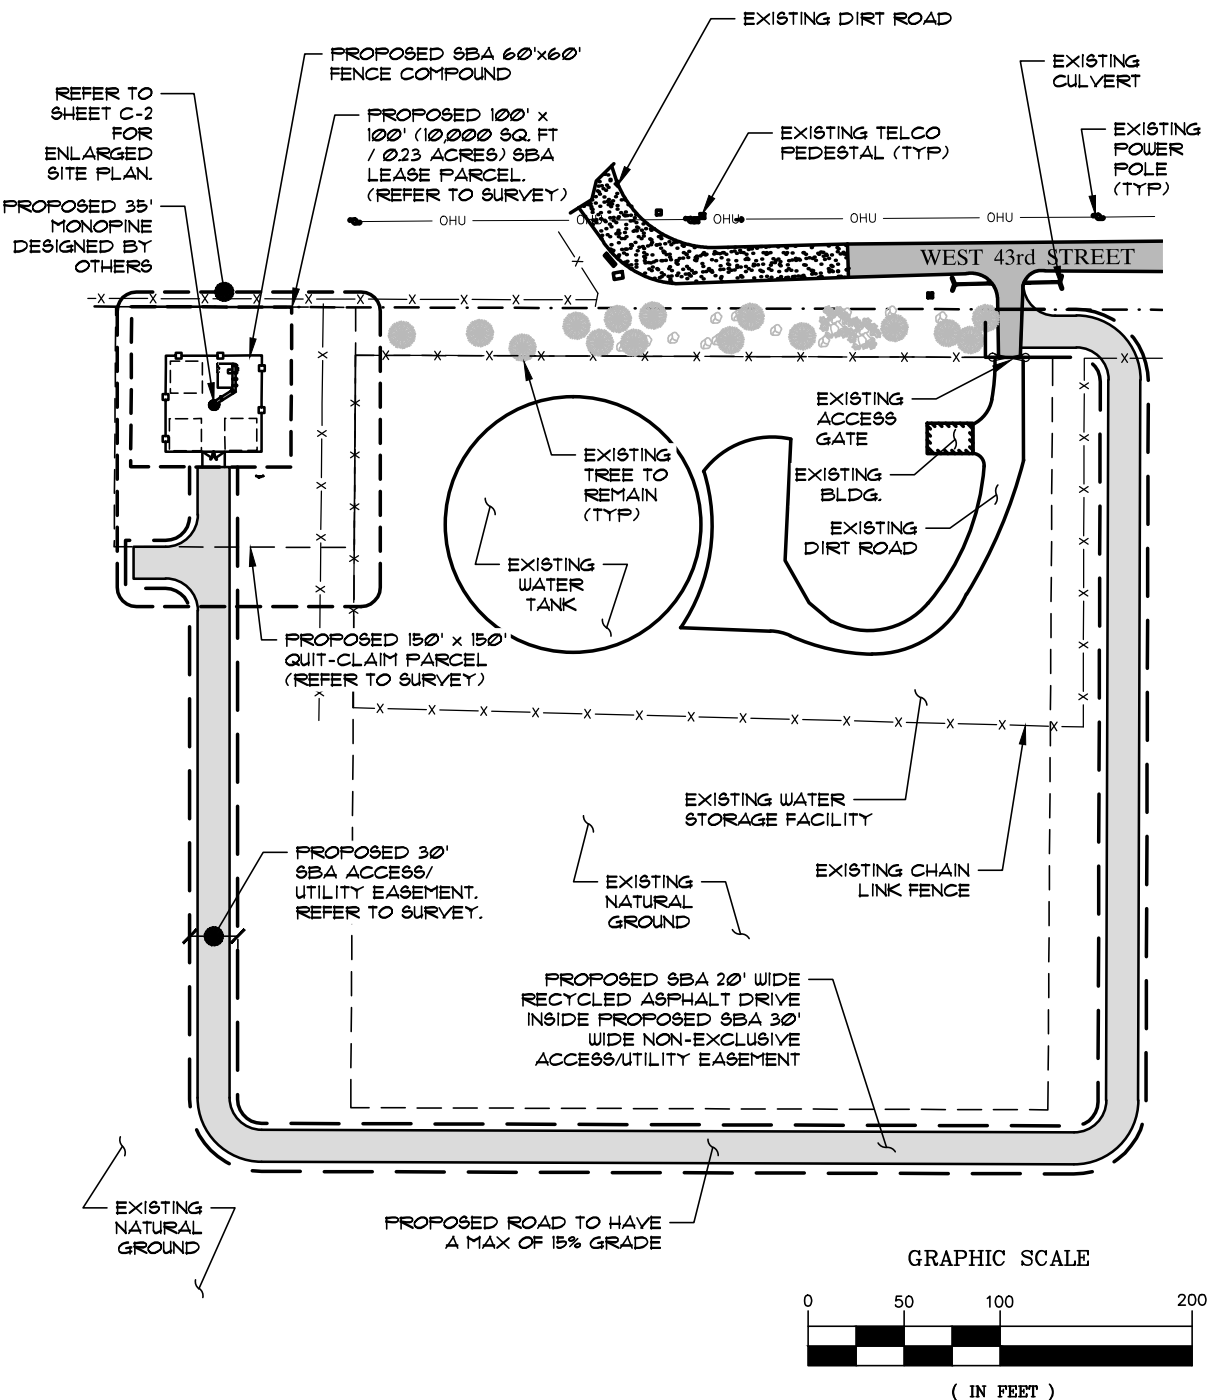 EXISTING DIRT ROAD
PROPOSED SBA 60'x60'
FENCE COMPOUND
EXISTING
CULVERT
REFER TO
SHEET C-2
FOR
ENLARGED
SITE PLAN.
PROPOSED 100' x
100' (10,000 SQ. FT
/ 0.23 ACRES) SBA
LEASE PARCEL.
(REFER TO SURVEY)
EXISTING TELCO
PEDESTAL (TYP)
EXISTING
POWER
POLE
(TYP)
PROPOSED 35'
MONOPINE
DESIGNED BY
OTHERS
OHU
OHU
OHU
OHU
OHU
WEST 43rd STREET
EXISTING
ACCESS
GATE
EXISTING
TREE TO
REMAIN
(TYP)
EXISTING
BLDG.
EXISTING
DIRT ROAD
EXISTING
WATER
TANK
PROPOSED 150' x 150'
QUIT-CLAIM PARCEL
(REFER TO SURVEY)
EXISTING WATER
STORAGE FACILITY
PROPOSED 30'
SBA ACCESS/
UTILITY EASEMENT.
REFER TO SURVEY.
EXISTING CHAIN
LINK FENCE
EXISTING
NATURAL
GROUND
PROPOSED SBA 20' WIDE
RECYCLED ASPHALT DRIVE
INSIDE PROPOSED SBA 30'
WIDE NON-EXCLUSIVE
ACCESS/UTILITY EASEMENT
EXISTING
NATURAL
GROUND
PROPOSED ROAD TO HAVE
A MAX OF 15% GRADE
GRAPHIC SCALE
0 50 100 200
( IN FEET )